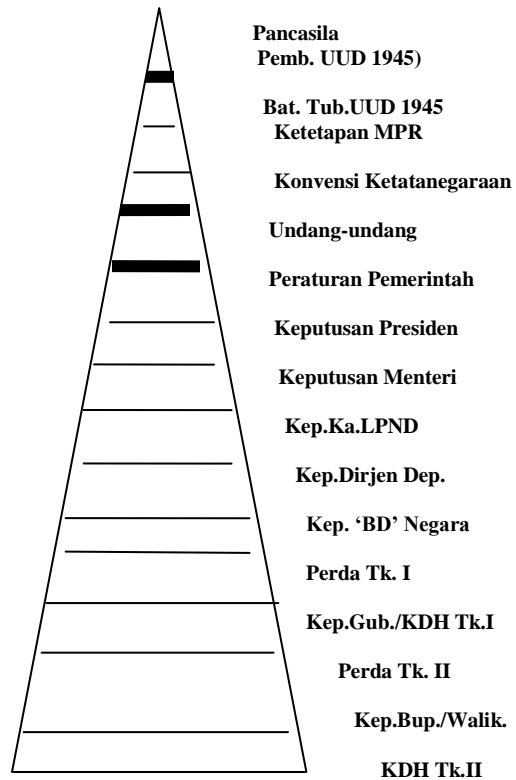 Pancasila
Pemb. UUD 1945)
Bat. Tub.UUD 1945
Ketetapan MPR
Konvensi Ketatanegaraan
Undang-undang
Peraturan Pemerintah
Keputusan Presiden
Keputusan Menteri
Kep.Ka.LPND
Kep.Dirjen Dep.
Kep. ‘BD’ Negara
Perda Tk. I
Kep.Gub./KDH Tk.I
Perda Tk. II
Kep.Bup./Walik.
KDH Tk.II